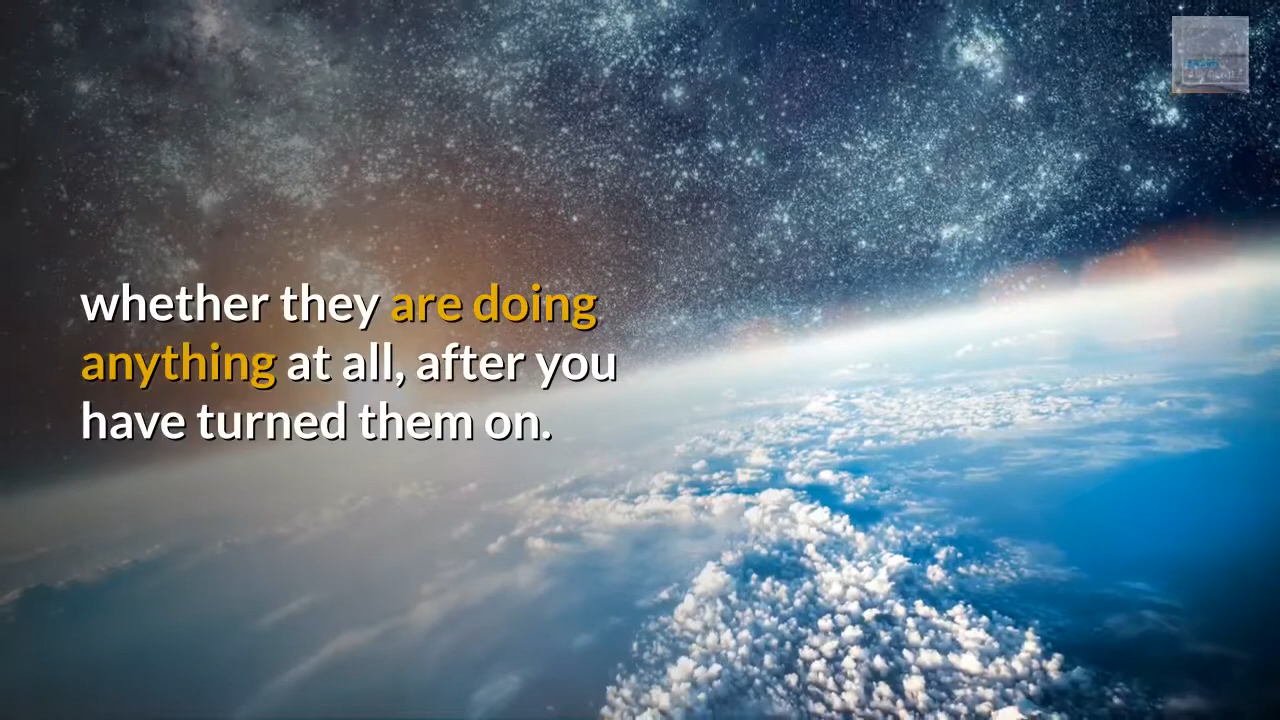 whether they are doing
anything at all, after you
have turned them on.